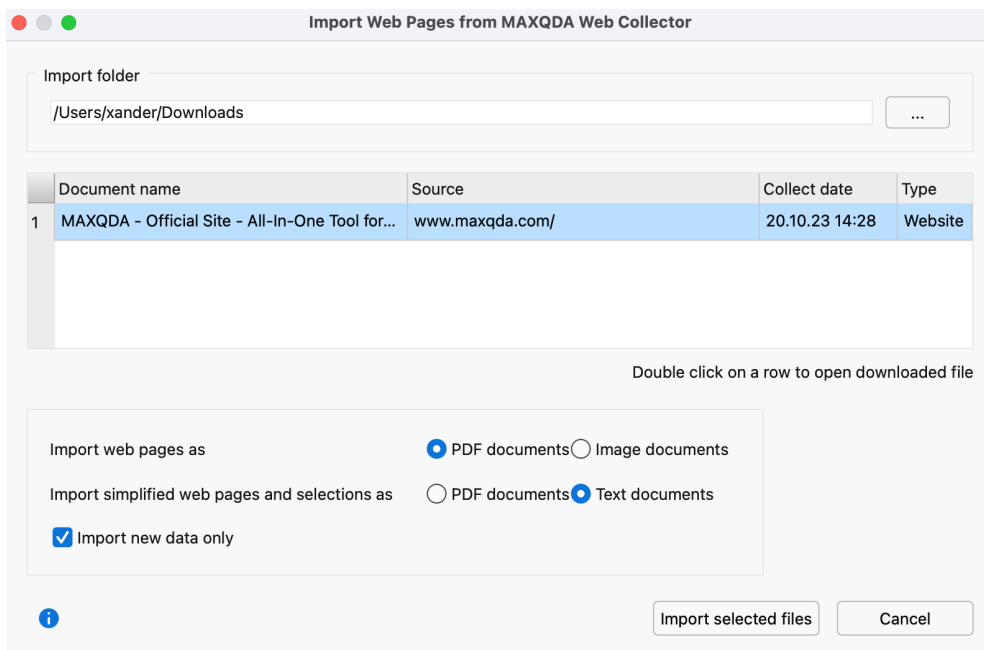 Import Web Pages from MAXQDA Web Collector
Import folder
/Users/xander/Downloads
...
Document name Source Collect date Type
1 MAXQDA - Official Site - All-In-One Tool for... www.maxqda.com/ 20.10.23 14:28 Website
Double click on a row to open downloaded file
Import web pages as PDF documents Image documents
Import simplified web pages and selections as PDF documents Text documents
Import new data only
Import selected files Cancel